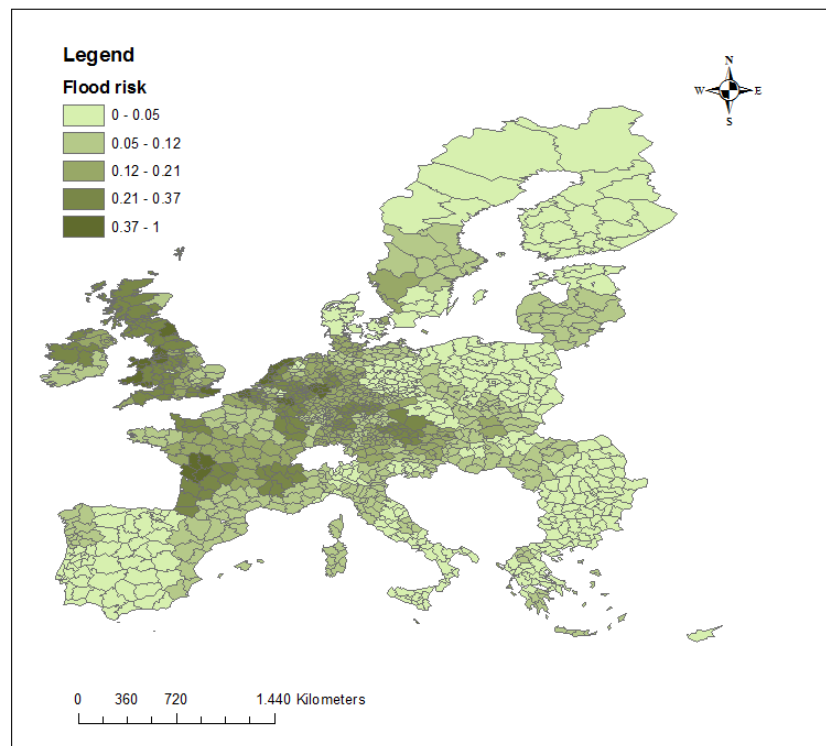 Legend
Flood risk
0 - 0.05
0.05 - 0.12
0.12 - 0.21
0.21 - 0.37
0.37 - 1
N
W E
S
0 360 720 1.440 Kilometers